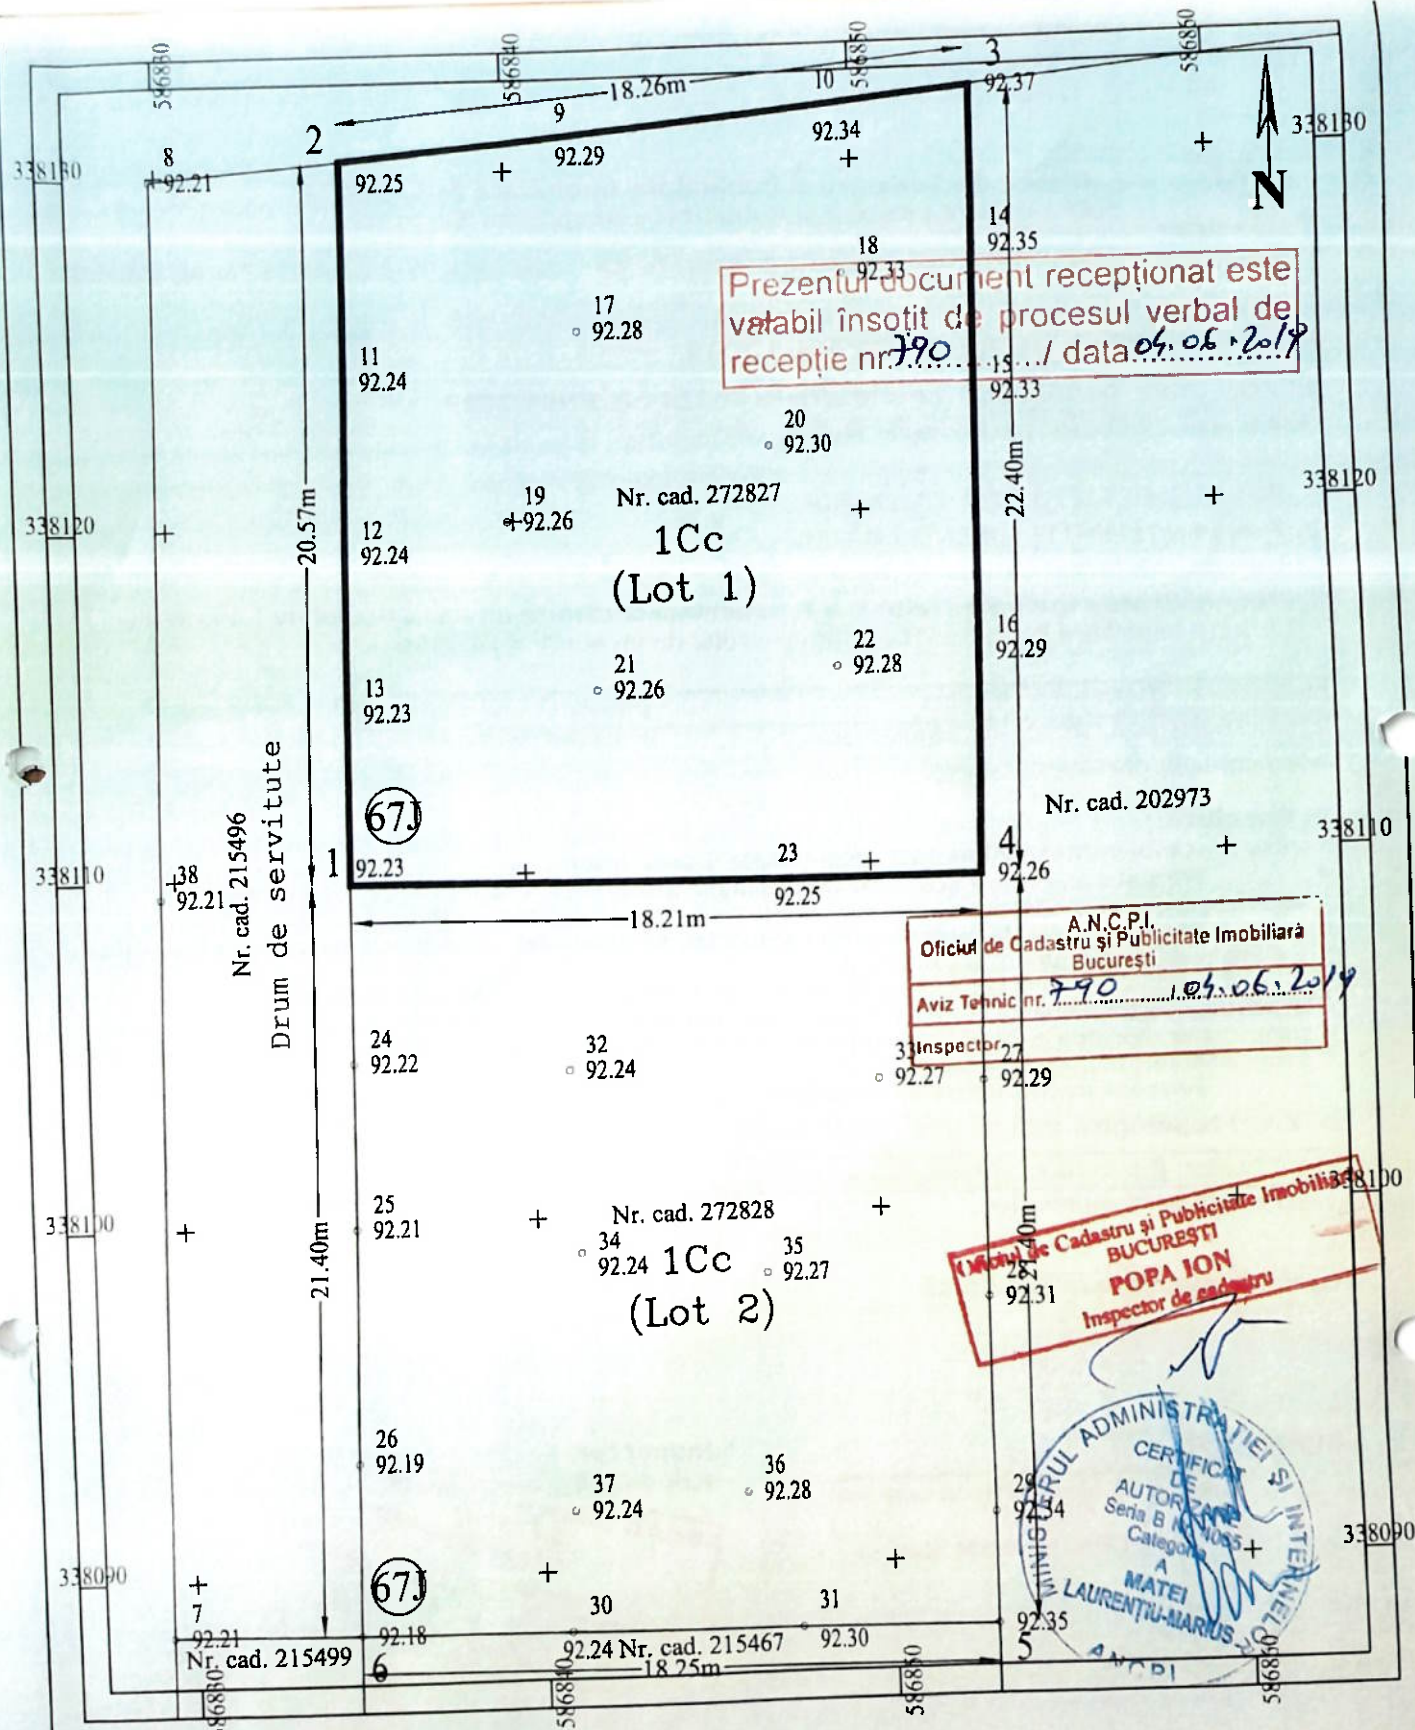 586830
586840
586850
586850
3
92.37
10
18.26m
9
2
92.34
92.29
338130
338130
8
92.21
92.25
N
14
92.35
18
92.33
Prezentul document recepționat este
valabil însoțit de procesul verbal de
recepție nr. 790 ....../ data 04.06.2019
17
92.28
11
92.24
15
92.33
20
92.30
22.40m
338120
338120
Nr. cad. 272827
19
92.26
1Cc
(Lot 1)
12
92.24
20.57m
16
92.29
22
92.28
21
92.26
13
92.23
Nr. cad. 215496
Drum de servitute
67J
Nr. cad. 202973
338110
338110
1
92.23
23
92.25
4
92.26
38
92.21
18.21m
A.N.C.P.I.
Oficiul de Cadastru și Publicitate Imobiliară
București
Aviz Tehnic nr. 790 / 04.06.2019
Inspector
24
92.22
32
92.24
33
92.27
27
92.29
338100
338100
25
92.21
Nr. cad. 272828
34
92.24
1Cc
(Lot 2)
35
92.27
21.40m
21.40m
28
92.31
Oficiul de Cadastru și Publicitate Imobiliară
BUCUREȘTI
POPA ION
Inspector de cadastru
26
92.19
37
92.24
36
92.28
29
92.34
MINISTERUL ADMINISTRAȚIEI ȘI INTERNELOR
CERTIFICAT
DE
AUTORIZARE
Seria B
Categoria
A
MATEI
LAURENȚIU-MARIUS
ANCPI
338090
338090
67J
7
92.21
92.18
30
92.24
31
92.30
92.35
5
6
Nr. cad. 215499
Nr. cad. 215467
18.25m
586830
586840
586850
586860